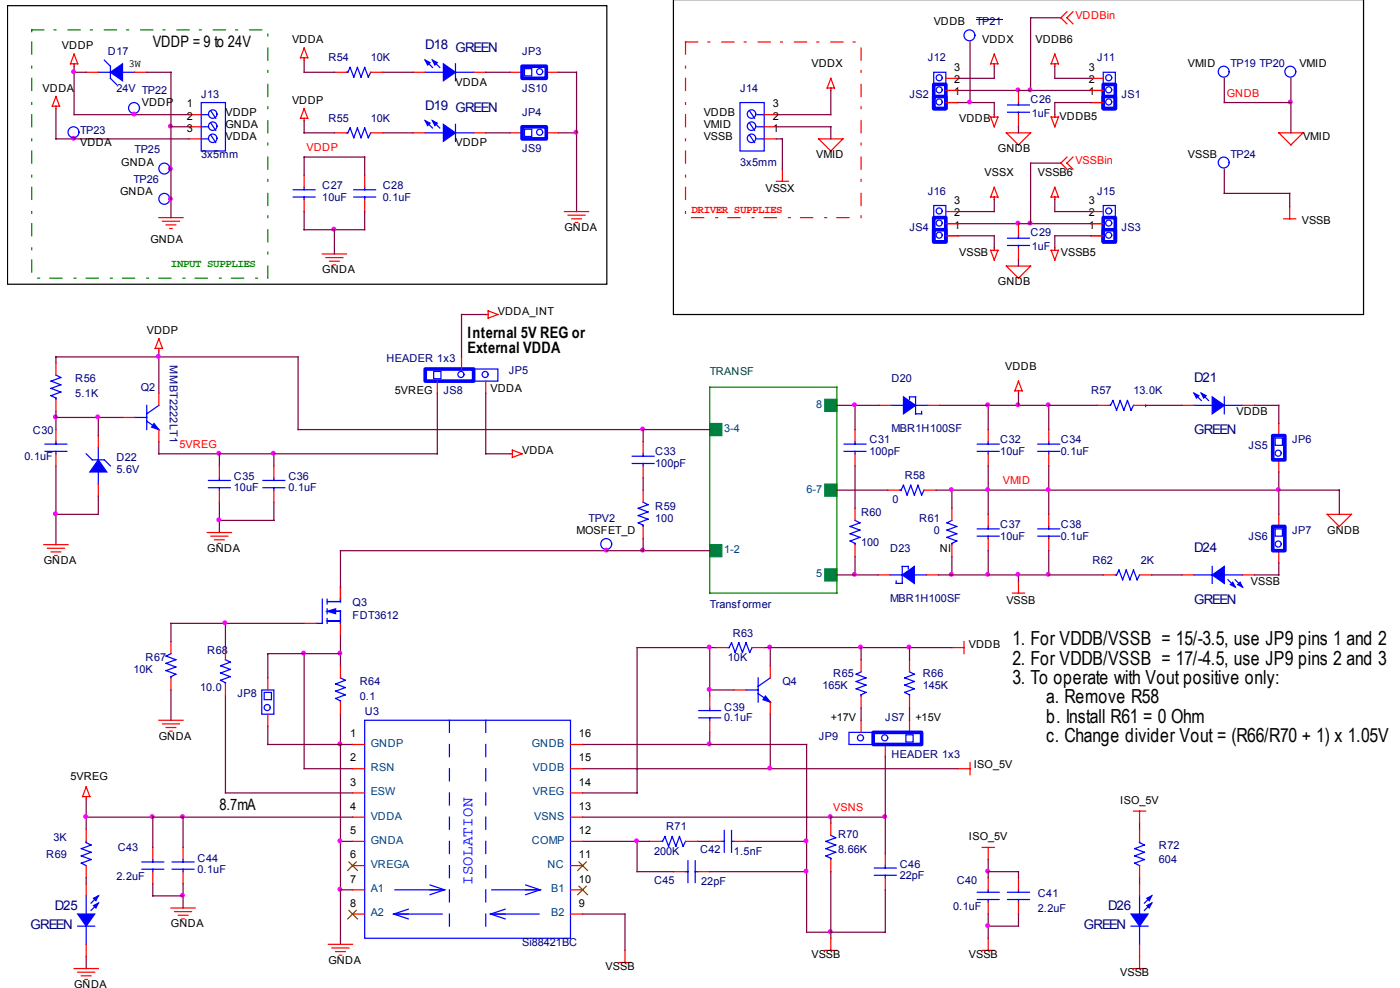 VDDP = 9 to 24V
VDDP
D17
3W
24V
VDDA
TP22
VDDP
TP23
VDDA
TP25
GNDA
TP26
GNDA
GNDA
J13
1
2
3
VDDP
GNDA
VDDA
3x5mm
INPUT SUPPLIES
VDDA
R54
10K
D18
GREEN
VDDA
JP3
JS10
VDDP
R55
10K
D19
GREEN
VDDP
JP4
JS9
VDDP
C27
10uF
C28
0.1uF
GNDA
GNDA
J14
VDDX
VDDB
VMID
VSSB
3
2
1
3x5mm
VMID
VSSX
DRIVER SUPPLIES
VDDB
TP21
VDDBin
VDDX
VDDB6
J12
3
2
1
JS2
VDDB
C26
1uF
GNDB
VDDB5
J11
3
2
1
JS1
VSSBin
VSSX
VSSB6
J16
3
2
1
JS4
VSSB
C29
1uF
GNDB
VSSB5
J15
3
2
1
JS3
VMID
TP19
TP20
VMID
GNDB
VMID
VSSB
TP24
VSSB
VDDP
R56
5.1K
Q2
MMBT2222LT1
C30
0.1uF
D22
5.6V
5VREG
C35
10uF
C36
0.1uF
GNDA
GNDA
VDDA_INT
Internal 5V REG or
External VDDA
HEADER 1x3
JP5
5VREG
JS8
VDDA
VDDA
C33
100pF
R59
100
TPV2
MOSFET_D
TRANSF
3-4
1-2
8
6-7
5
Transformer
D20
MBR1H100SF
C31
100pF
R58
0
R60
100
R61
0
NI
D23
MBR1H100SF
VDDB
C32
10uF
C34
0.1uF
VMID
C37
10uF
C38
0.1uF
VSSB
R57
13.0K
D21
VDDB
GREEN
JS5
JP6
GNDB
JS6
JP7
R62
2K
D24
VSSB
GREEN
Q3
FDT3612
R67
10K
R68
10.0
GNDA
JP8
R64
0.1
U3
1
GNDP
2
RSN
3
ESW
4
VDDA
5
GNDA
6
VREGA
7
A1
8
A2
ISOLATION
GNDB
16
VDDB
15
VREG
14
VSNS
13
COMP
12
NC
11
B1
10
B2
9
Si88421BC
GNDA
VSSB
8.7mA
5VREG
3K
R69
D25
GREEN
GNDA
C43
2.2uF
C44
0.1uF
GNDA
R63
10K
Q4
C39
0.1uF
VDDB
R65
165K
R66
145K
+17V
JS7
+15V
JP9
HEADER 1x3
ISO_5V
VSNS
R71
200K
C42
1.5nF
C45
22pF
R70
8.66K
C46
22pF
VSSB
1. For VDDB/VSSB = 15/-3.5, use JP9 pins 1 and 2
2. For VDDB/VSSB = 17/-4.5, use JP9 pins 2 and 3
3. To operate with Vout positive only:
a. Remove R58
b. Install R61 = 0 Ohm
c. Change divider Vout = (R66/R70 + 1) x 1.05V
ISO_5V
C40
0.1uF
C41
2.2uF
VSSB
ISO_5V
R72
604
D26
GREEN
VSSB